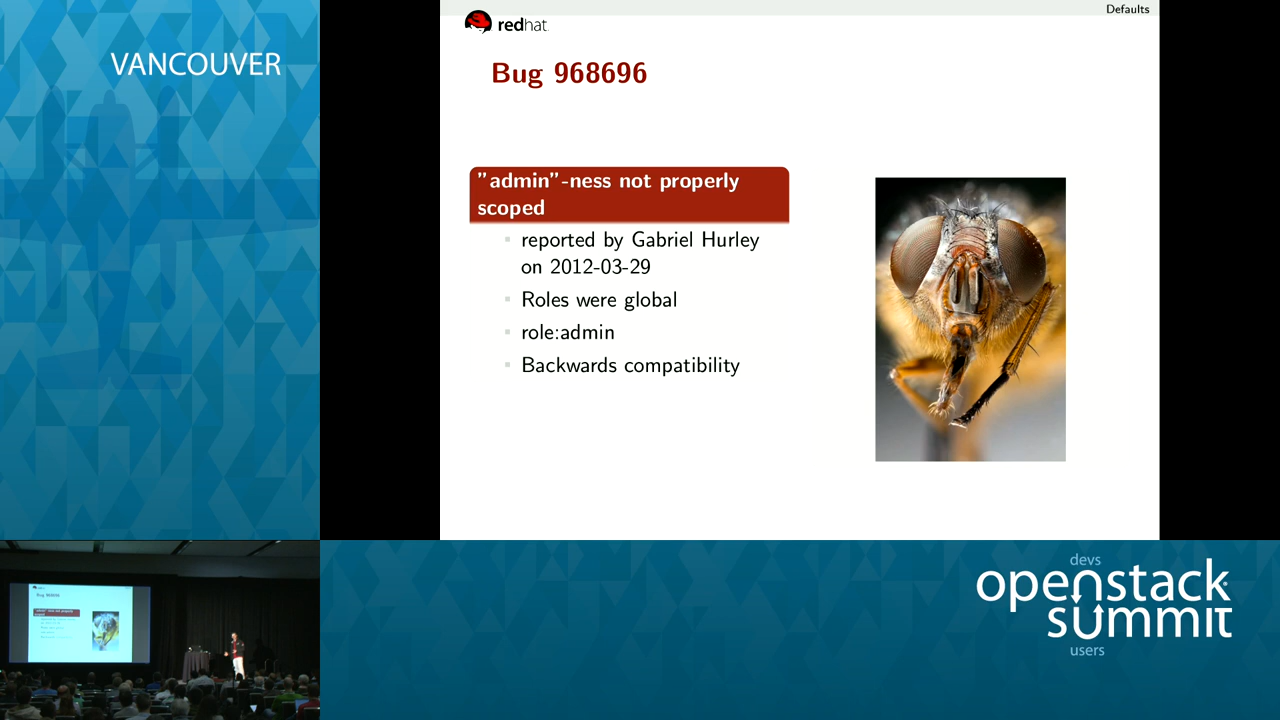 VANCOUVER
Defaults
redhat.
Bug 968696
"admin"-ness not properly
scoped
reported by Gabriel Hurley
on 2012-03-29
Roles were global
role:admin
Backwards compatibility
devs
openstack
summit
users